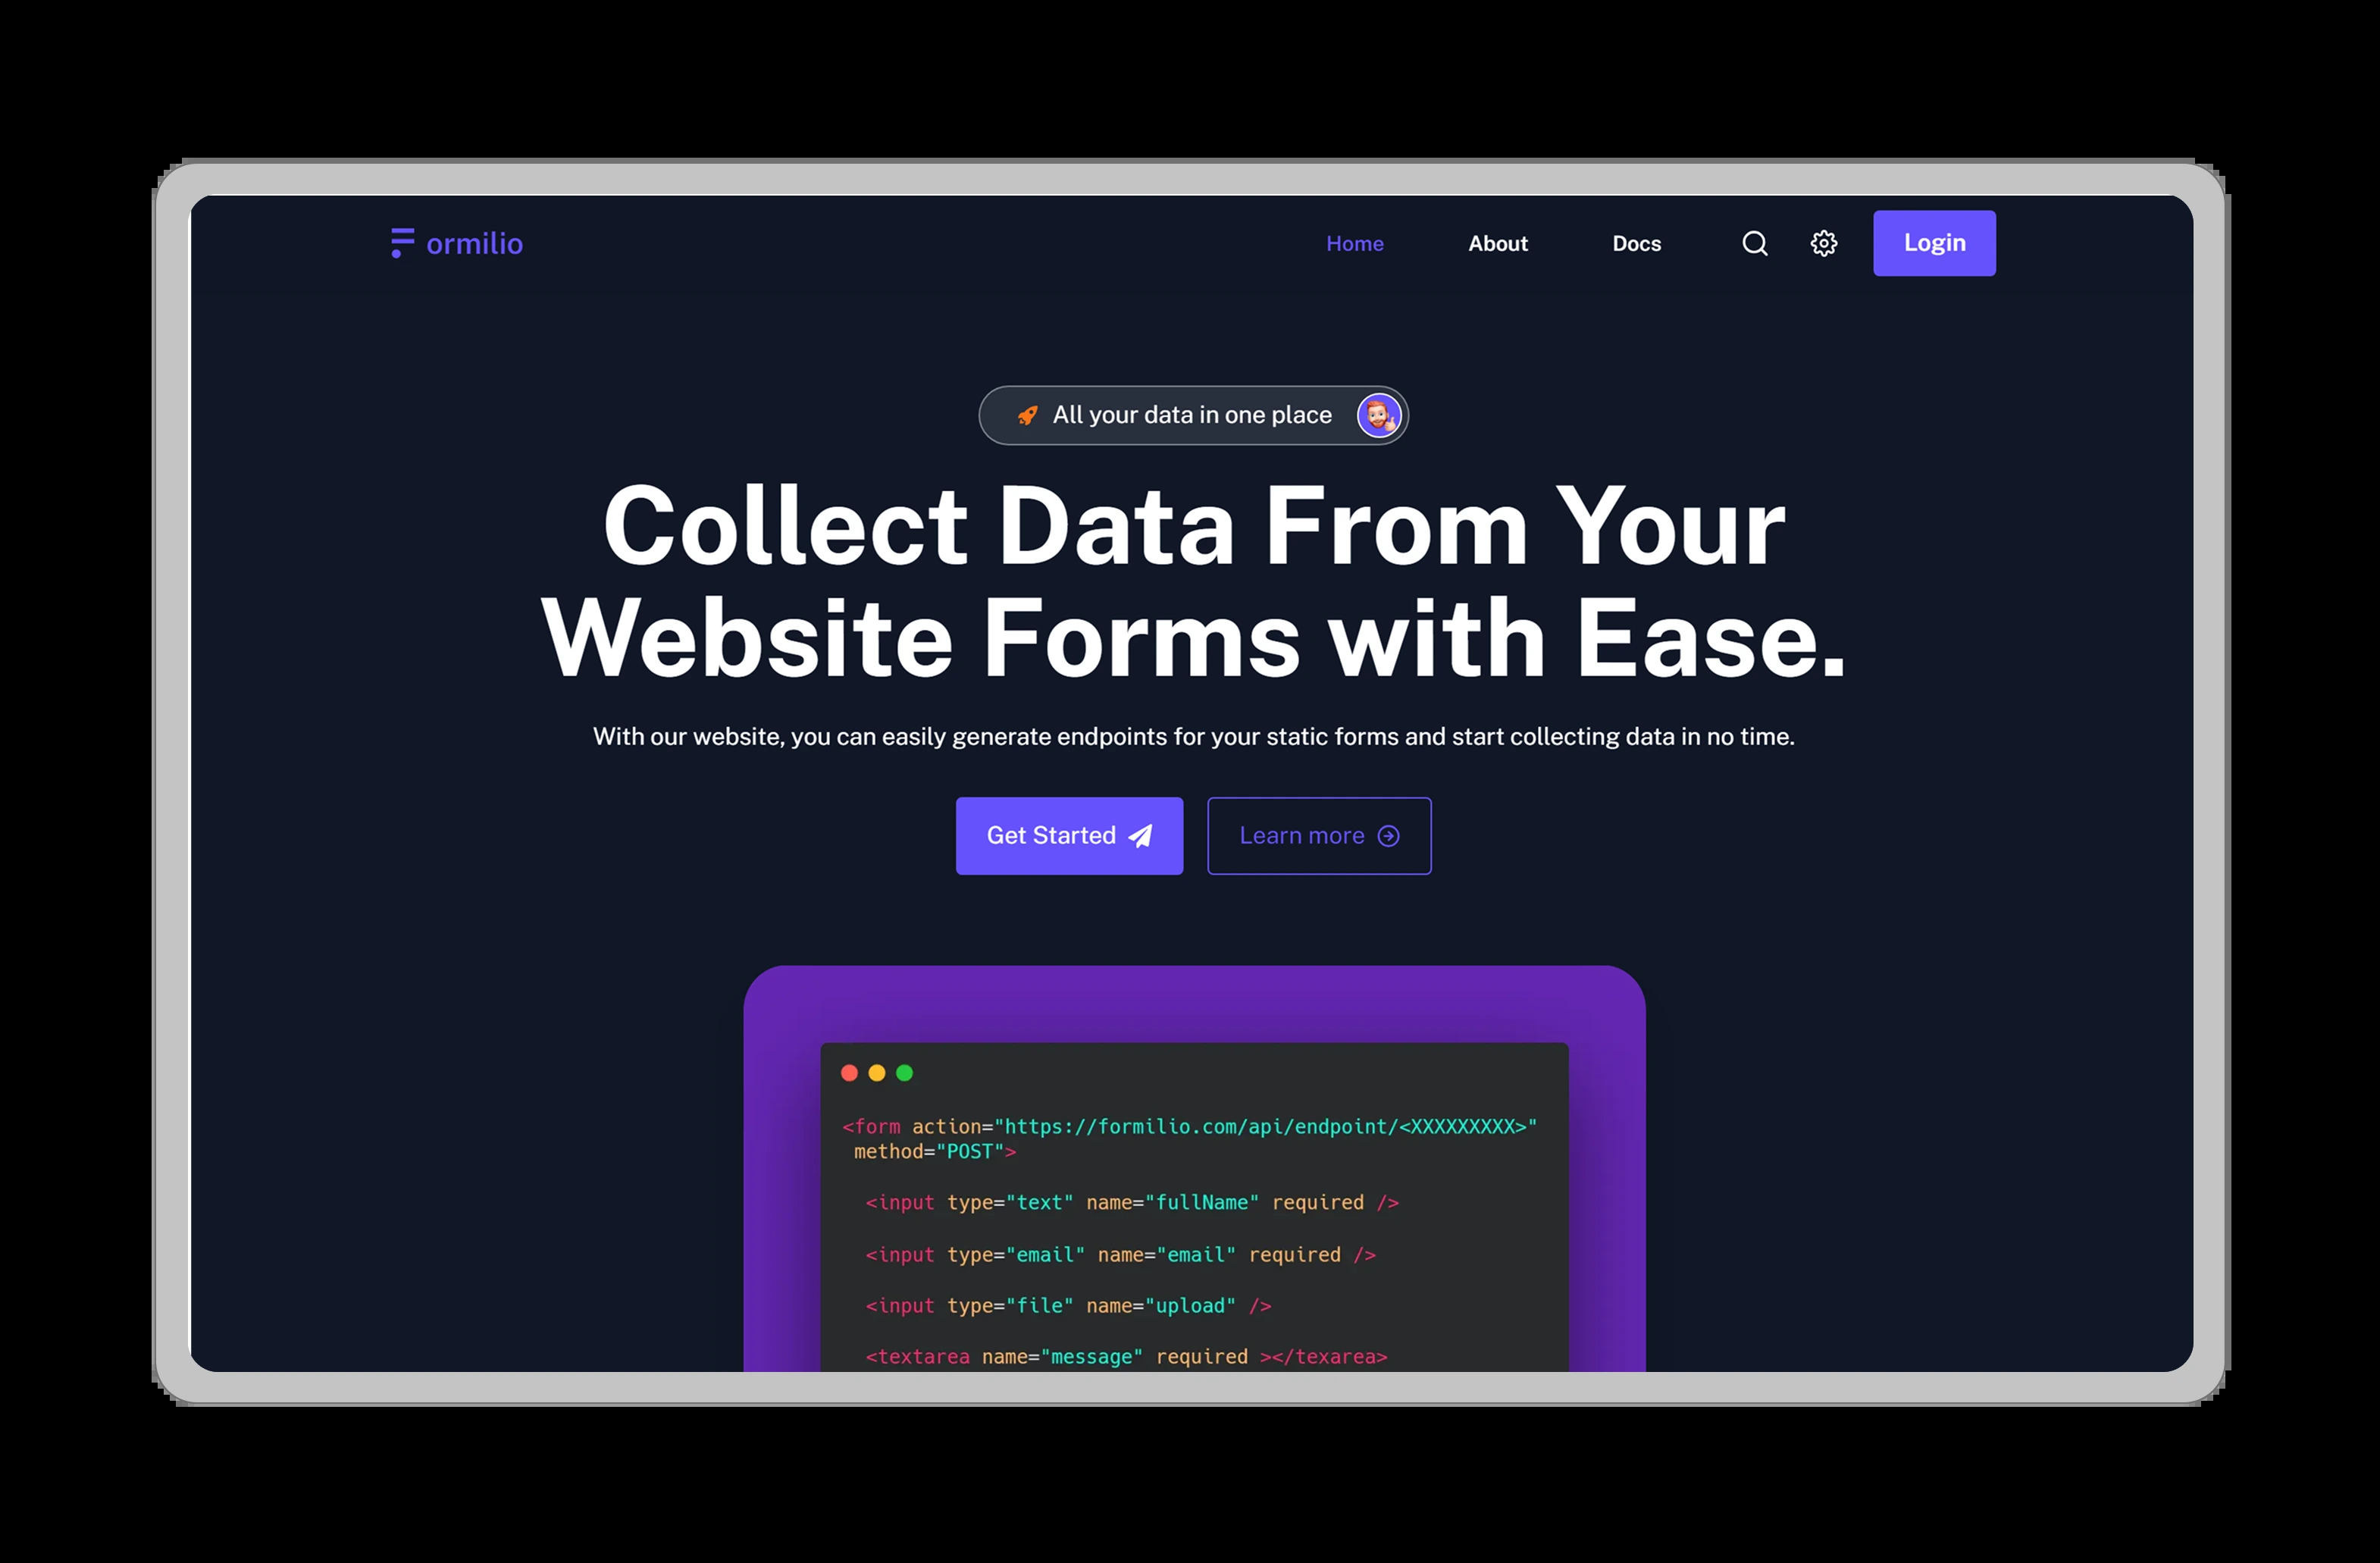 ormilio
Home
About
Docs
Login
All your data in one place
Collect Data From Your
Website Forms with Ease.
With our website, you can easily generate endpoints for your static forms and start collecting data in no time.
Get Started
Learn more
<form action="https://formilio.com/api/endpoint/<XXXXXXXXX>"
method="POST">
<input type="text" name="fullName" required />
<input type="email" name="email" required />
<input type="file" name="upload" />
<textarea name="message" required ></texarea>